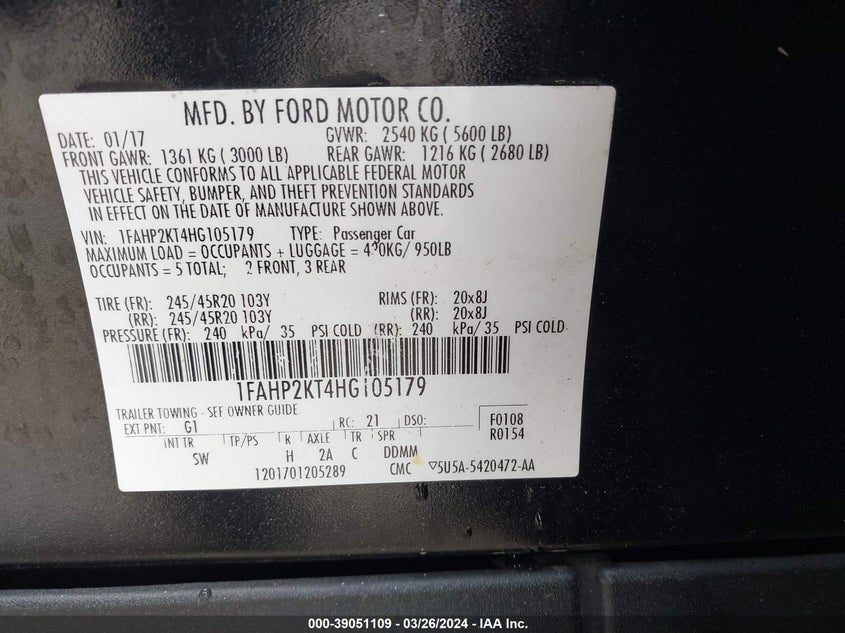 MFD. BY FORD MOTOR CO.
DATE: 01/17 GVWR: 2540 KG ( 5600 LB)
FRONT GAWR: 1361 KG ( 3000 LB) REAR GAWR: 1216 KG ( 2680 LB)
THIS VEHICLE CONFORMS TO ALL APPLICABLE FEDERAL MOTOR
VEHICLE SAFETY, BUMPER, AND THEFT PREVENTION STANDARDS
IN EFFECT ON THE DATE OF MANUFACTURE SHOWN ABOVE.
VIN: 1FAHP2KT4HG105179 TYPE: Passenger Car
MAXIMUM LOAD = OCCUPANTS + LUGGAGE = 430KG/ 950LB
OCCUPANTS = 5 TOTAL; 2 FRONT, 3 REAR
TIRE (FR): 245/45R20 103Y RIMS (FR): 20x8J
(RR): 245/45R20 103Y (RR): 20x8J
PRESSURE (FR): 240 kPa/ 35 PSI COLD (RR): 240 kPa/ 35 PSI COLD
1FAHP2KT4HG105179
TRAILER TOWING - SEE OWNER GUIDE
EXT PNT: G1 RC: 21 DSO: F0108
INT TR TP/PS R AXLE TR SPR R0154
SW H 2A C DDMM
1201701205289 CMC ▽5U5A-5420472-AA
000-39051109 - 03/26/2024 - IAA Inc.